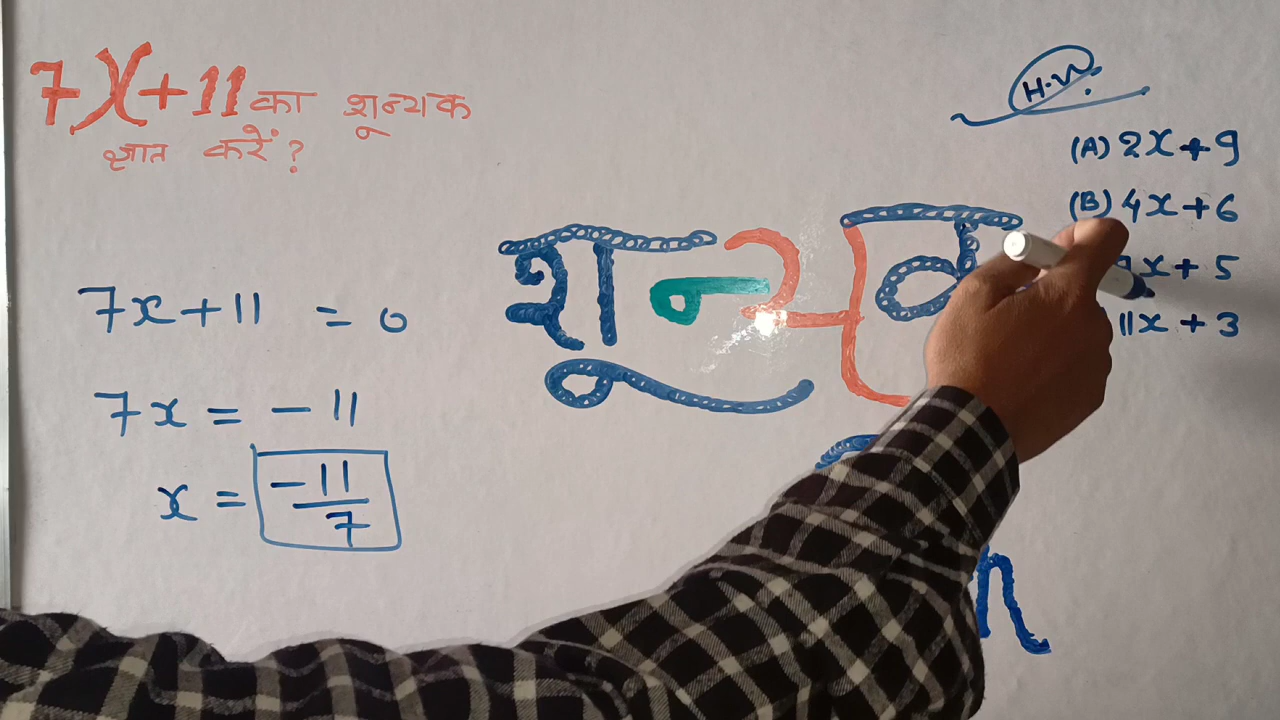 7x+11 का शून्यक
ज्ञात करें?
7x+11 = 0
7x = -11
x = -11/7
शून्यक
H.W.
(A) 2x+9
(B) 4x+6
x+5
11x+3